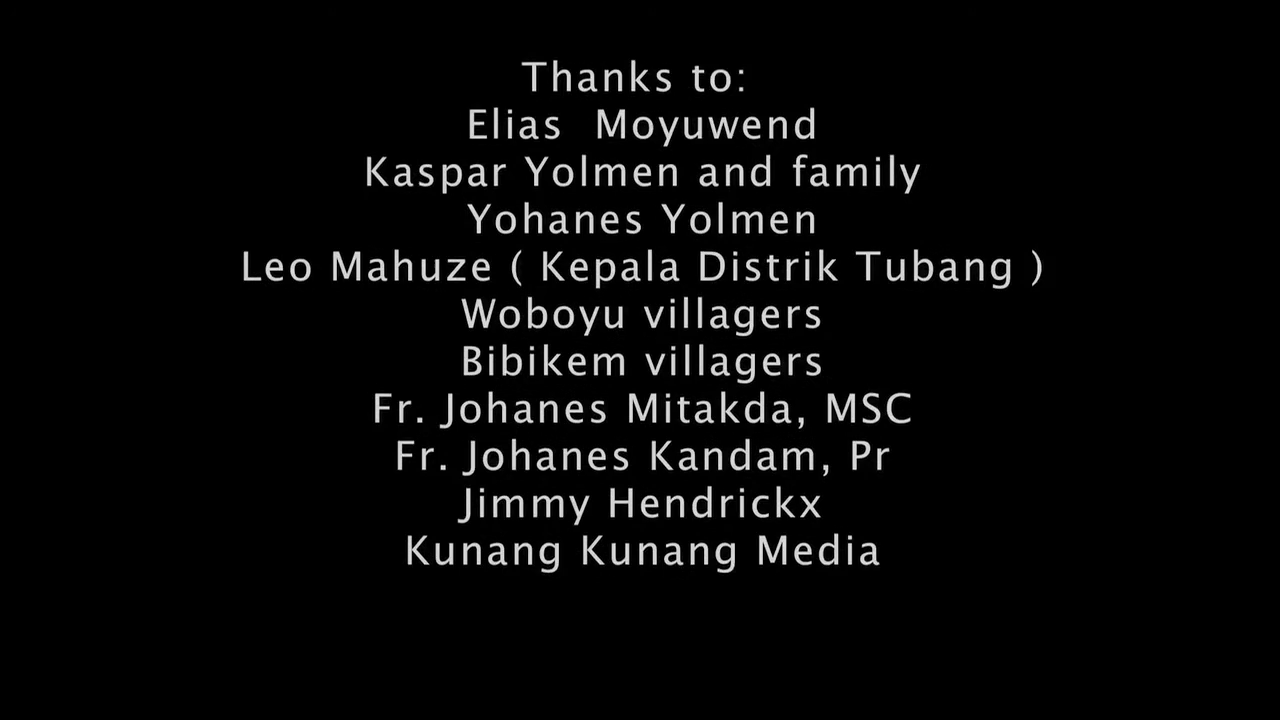 Thanks to:
Elias  Moyuwend
Kaspar Yolmen and family
Yohanes Yolmen
Leo Mahuze ( Kepala Distrik Tubang )
Woboyu villagers
Bibikem villagers
Fr. Johanes Mitakda, MSC
Fr. Johanes Kandam, Pr
Jimmy Hendrickx
Kunang Kunang Media